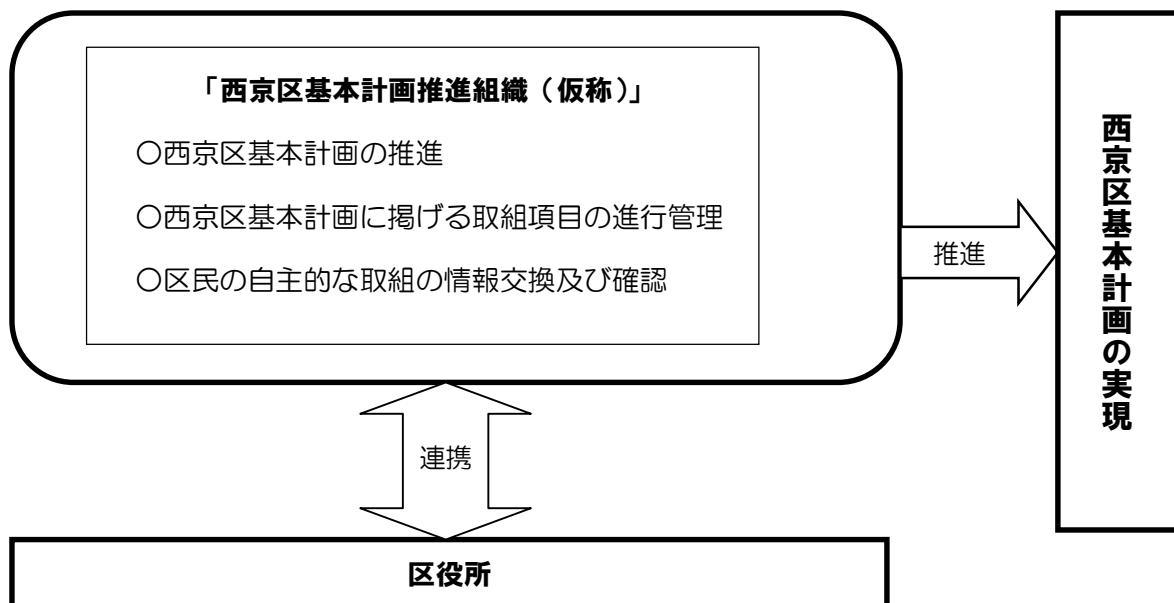 「西京区基本計画推進組織(仮称)」
○西京区基本計画の推進
○西京区基本計画に掲げる取組項目の進行管理
○区民の自主的な取組の情報交換及び確認
推進
西京区基本計画の実現
連携
区役所